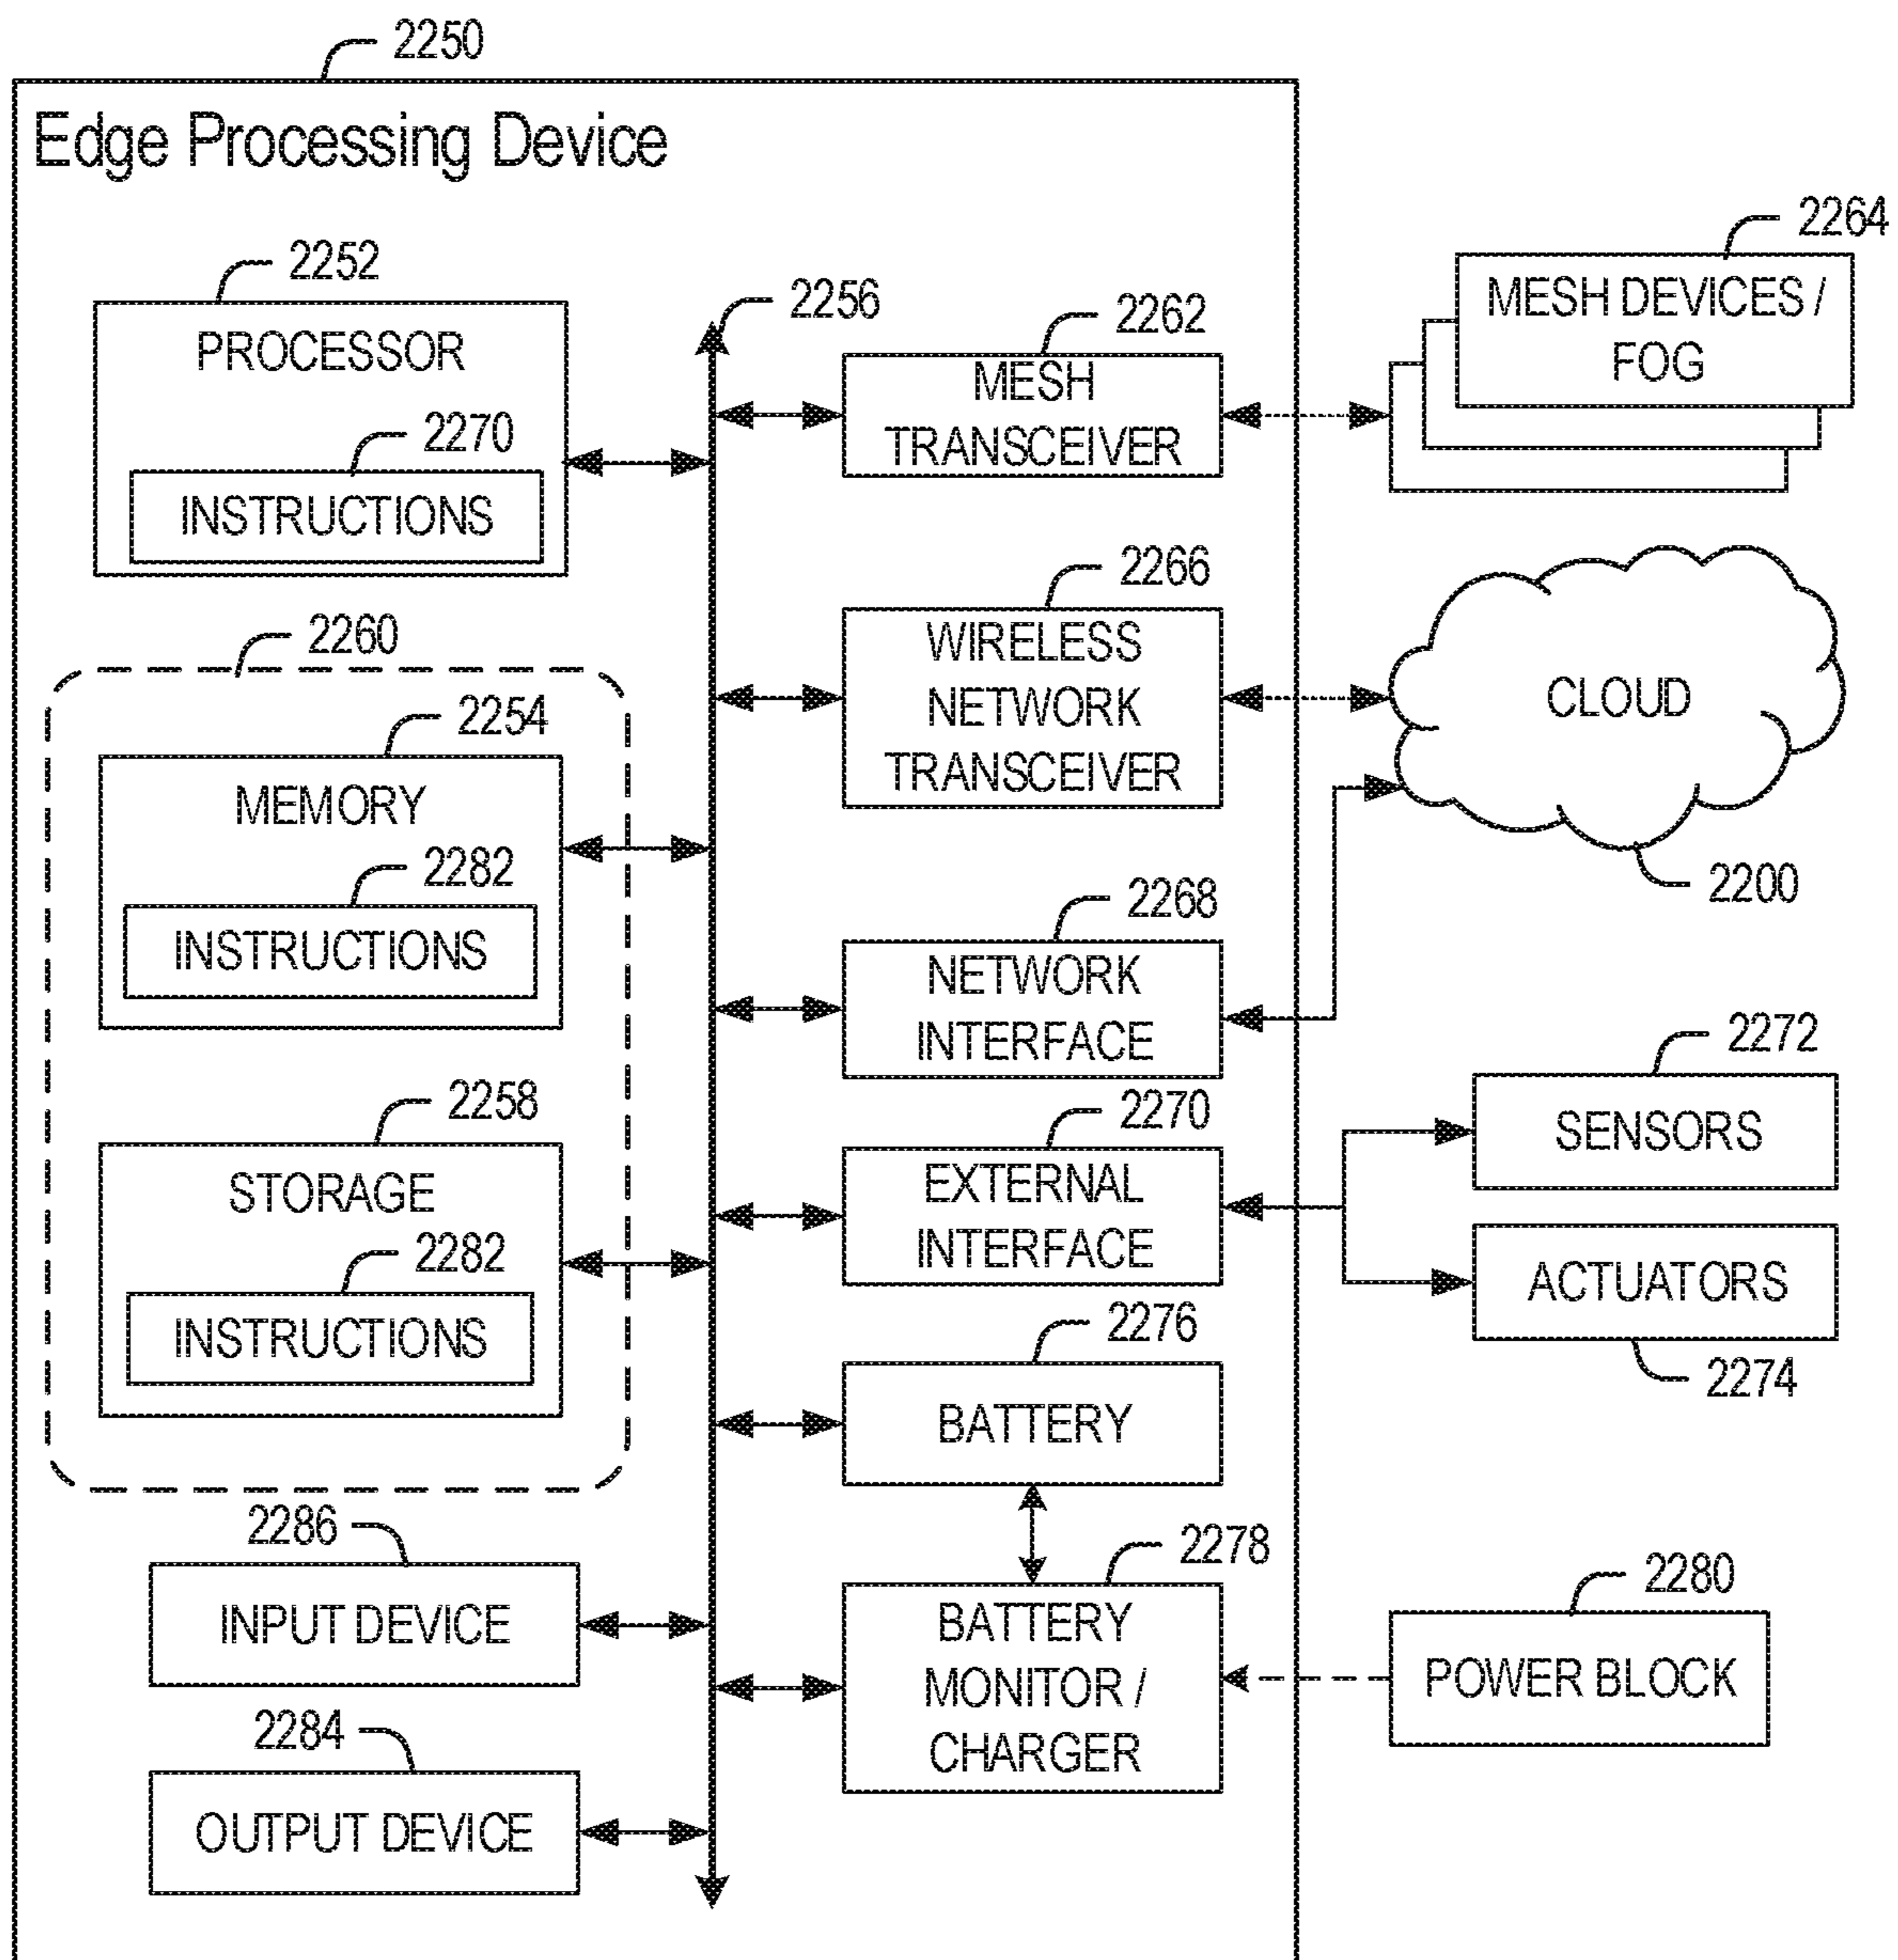 2250
Edge Processing Device
2252
PROCESSOR
2270
INSTRUCTIONS
2260
2254
MEMORY
2282
INSTRUCTIONS
2258
STORAGE
2282
INSTRUCTIONS
2286
INPUT DEVICE
2284
OUTPUT DEVICE
2256
2262
MESH
TRANSCEIVER
2266
WIRELESS
NETWORK
TRANSCEIVER
2268
NETWORK
INTERFACE
2270
EXTERNAL
INTERFACE
2276
BATTERY
2278
BATTERY
MONITOR /
CHARGER
2264
MESH DEVICES /
FOG
CLOUD
2200
2272
SENSORS
ACTUATORS
2274
2280
POWER BLOCK